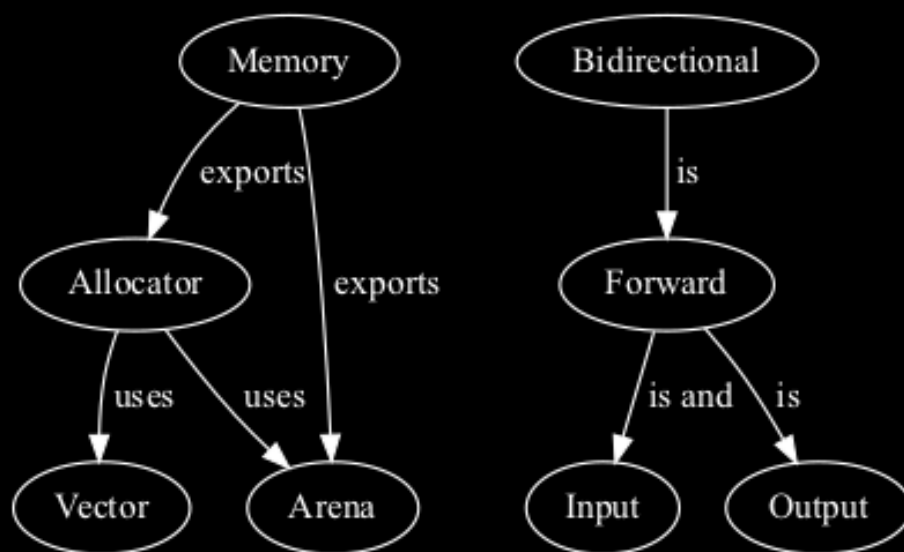 Memory
Bidirectional
exports
is
Allocator
exports
Forward
uses
uses
is and
is
Vector
Arena
Input
Output